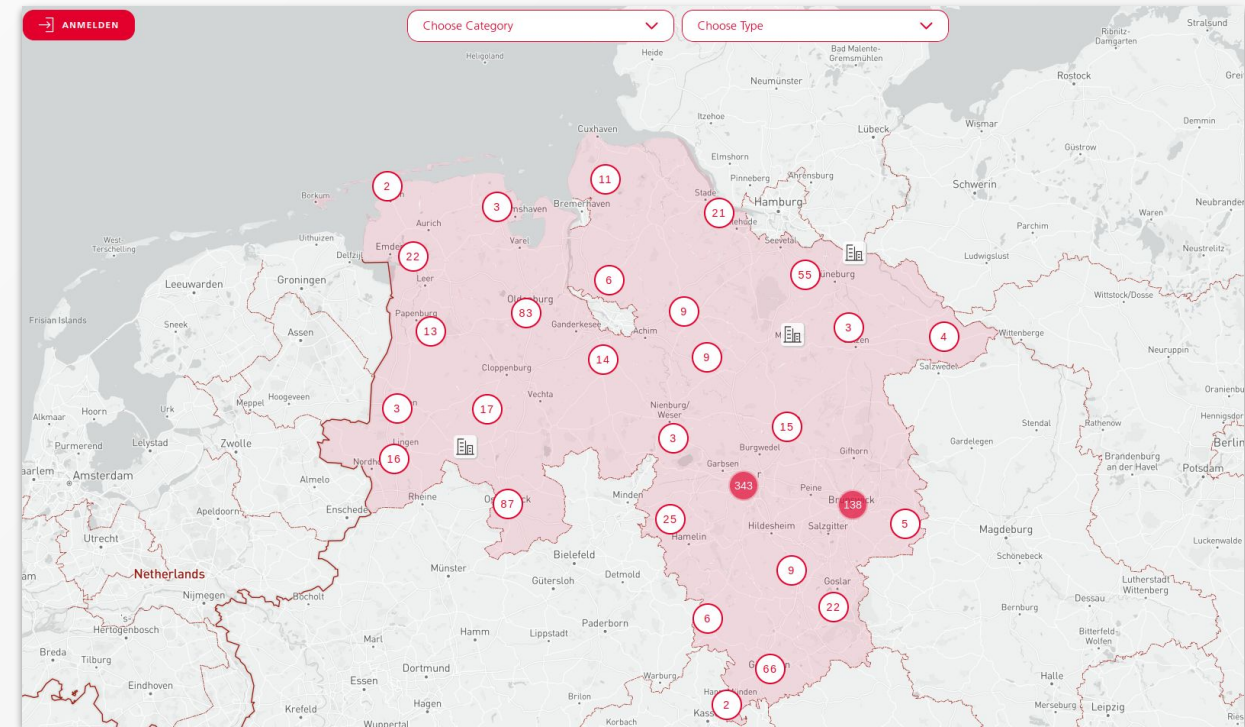 ANMELDEN
Choose Category
Choose Type
Stralsund
Ribnitz-
Damgarten
Heligoland
Heide
Bad Malente-
Gremsmühlen
Rostock
Neumünster
Itzehoe
Lübeck
Wismar
Demmin
Cuxhaven
Güstrow
Elmshorn
Pinneberg
Ahrensburg
Schwerin
2
11
Borkum
Stade
Hamburg
3
Bremerhaven
21
Waren
Neubranden
Aurich
Varel
Parchim
West-
Terschelling
Uithuizen
Delfzijl
22
Seevetal
Neustrelitz
Ludwigslust
Leeuwarden
Groningen
Leer
6
55
Wittstock/Dosse
Frisian Islands
Sneek
Assen
Papenburg
83
Ganderkesee
Achim
9
13
3
4
Wittenberge
Neuruppin
Cloppenburg
14
9
Salzwedel
Vechta
Meppel
Hoogeveen
Urk
Hoorn
Alkmaar
3
17
Nienburg/
Weser
Stendal
Rathenow
Purmerend
Lelystad
Zwolle
Lingen
3
15
Burgwedel
Gifhorn
Gardelegen
Amsterdam
Almelo
16
Garbsen
Brandenburg
an der Havel
Potsdam
Apeldoorn
Enschede
Rheine
87
Minden
343
Peine
138
Utrecht
25
Hamelin
Hildesheim
Salzgitter
5
Magdeburg
Luckenwalde
Bielefeld
Schönebeck
Netherlands
Münster
Gütersloh
Detmold
9
Goslar
Lutherstadt
Wittenberg
Nijmegen
Bocholt
Dessau
Bernburg
's-
Hertogenbosch
Paderborn
6
22
Breda
Tilburg
Marl
Hamm
Lippstadt
Bitterfeld-
Wolfen
Eindhoven
Essen
Dortmund
Warburg
66
Halle
Krefeld
Hagen
Brilon
2
Merseburg
Leipzig
Wuppertal
Korbach